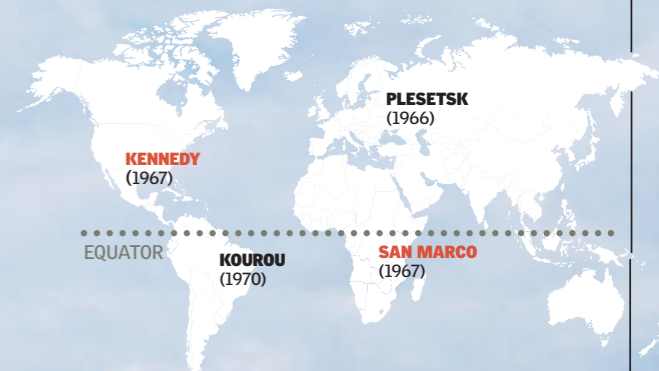 PLESETSK
(1966)
KENNEDY
(1967)
EQUATOR
KOUROU
(1970)
SAN MARCO
(1967)